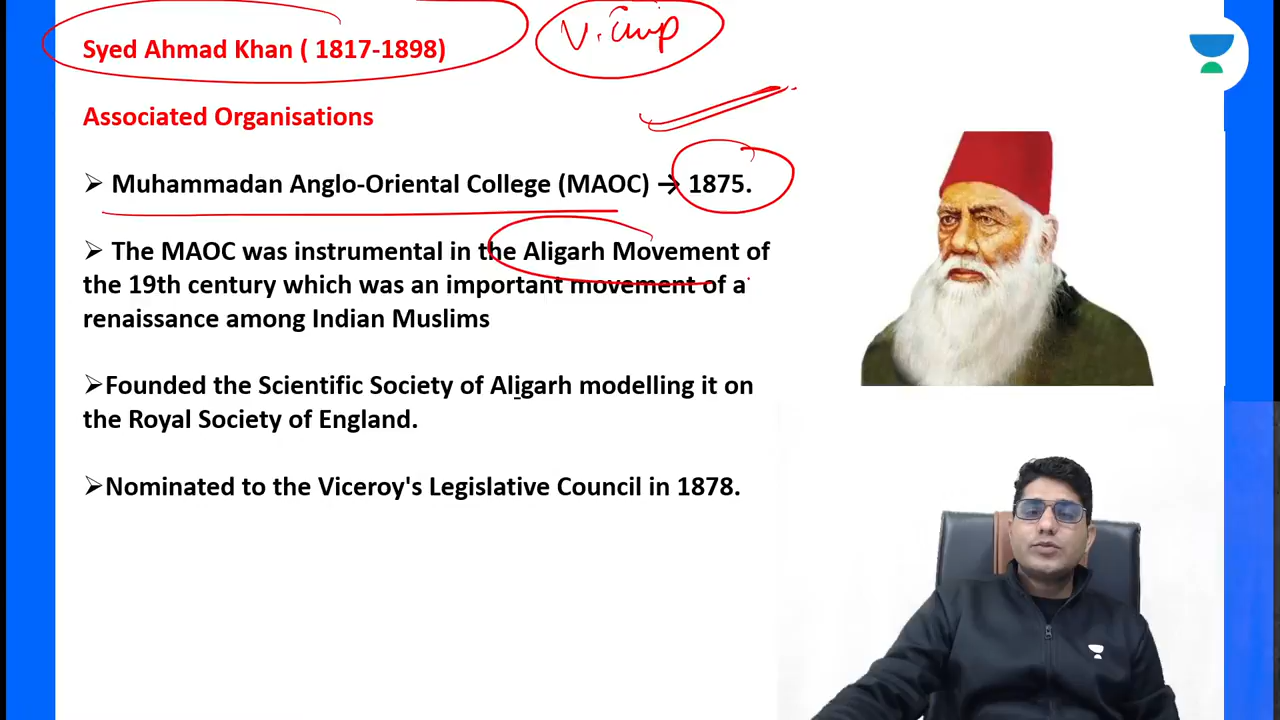 Syed Ahmad Khan ( 1817-1898)
V. imp
Associated Organisations
➢ Muhammadan Anglo-Oriental College (MAOC) → 1875.
➢ The MAOC was instrumental in the Aligarh Movement of
the 19th century which was an important movement of a
renaissance among Indian Muslims
➢Founded the Scientific Society of Aligarh modelling it on
the Royal Society of England.
➢Nominated to the Viceroy's Legislative Council in 1878.